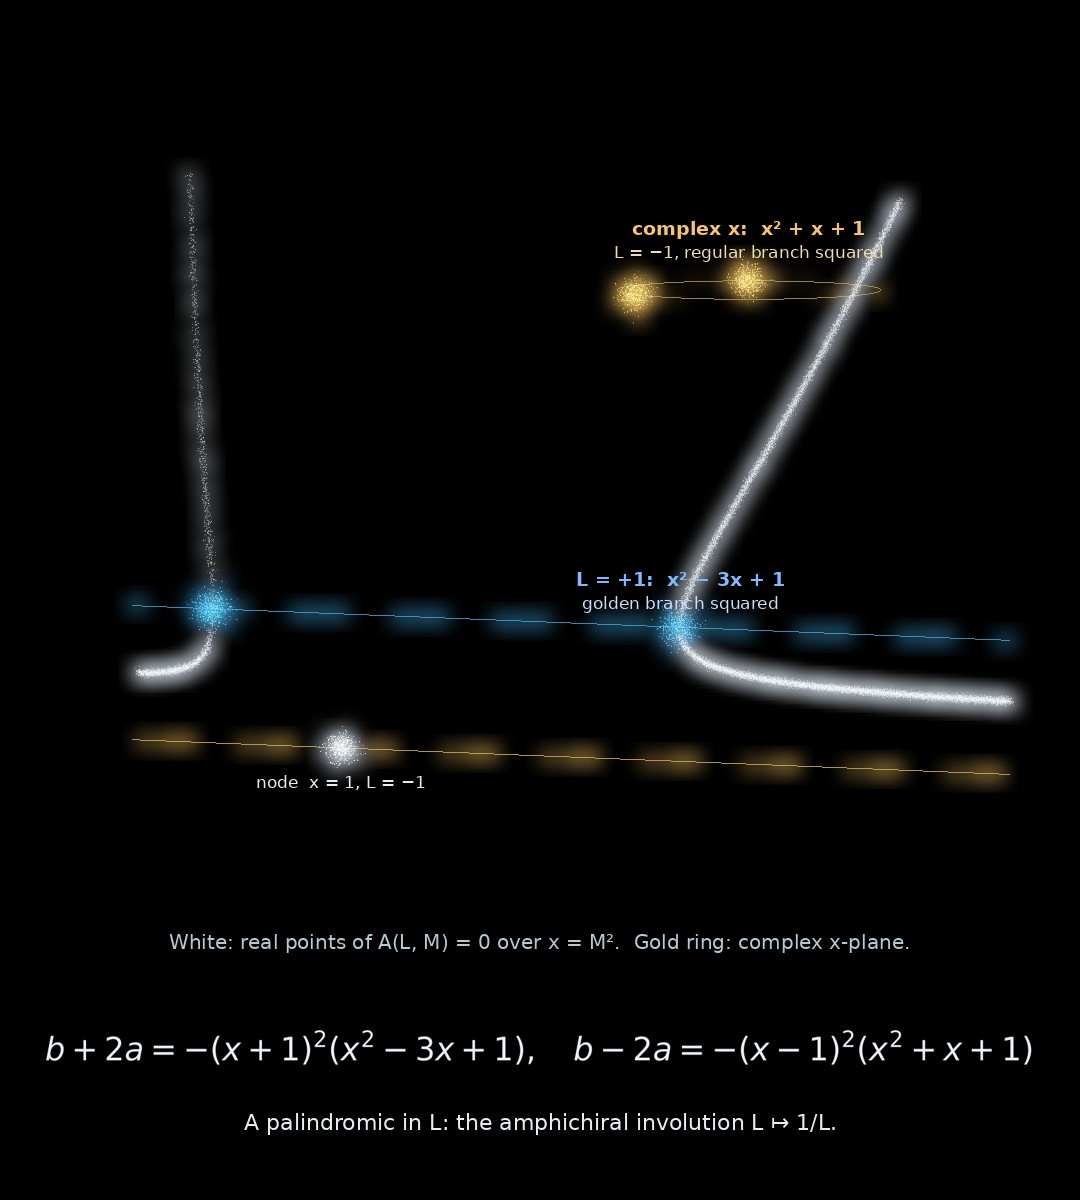 complex x:  x² + x + 1
L = −1, regular branch squared
L = +1:  x² − 3x + 1
golden branch squared
node  x = 1, L = −1
White: real points of A(L, M) = 0 over x = M².  Gold ring: complex x-plane.
b + 2a = −(x + 1)²(x² − 3x + 1),    b − 2a = −(x − 1)²(x² + x + 1)
A palindromic in L: the amphichiral involution L ↦ 1/L.